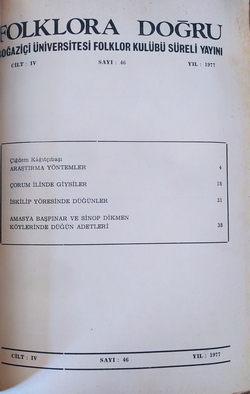 FOLKLORA DOĞRU
BOĞAZİÇİ ÜNİVERSİTESİ FOLKLOR KULÜBÜ SÜRELİ YAYINI
CİLT : IV SAYI : 46 YIL : 1977
Çiğdem Kağıtçıbaşı
ARAŞTIRMA YÖNTEMLER 4
ÇORUM İLİNDE GİYSİLER 18
İSKİLİP YÖRESİNDE DÜĞÜNLER 31
AMASYA BAŞPINAR VE SİNOP DİKMEN
KÖYLERİNDE DÜĞÜN ADETLERİ 38
CİLT : IV SAYI : 46 YIL : 1977